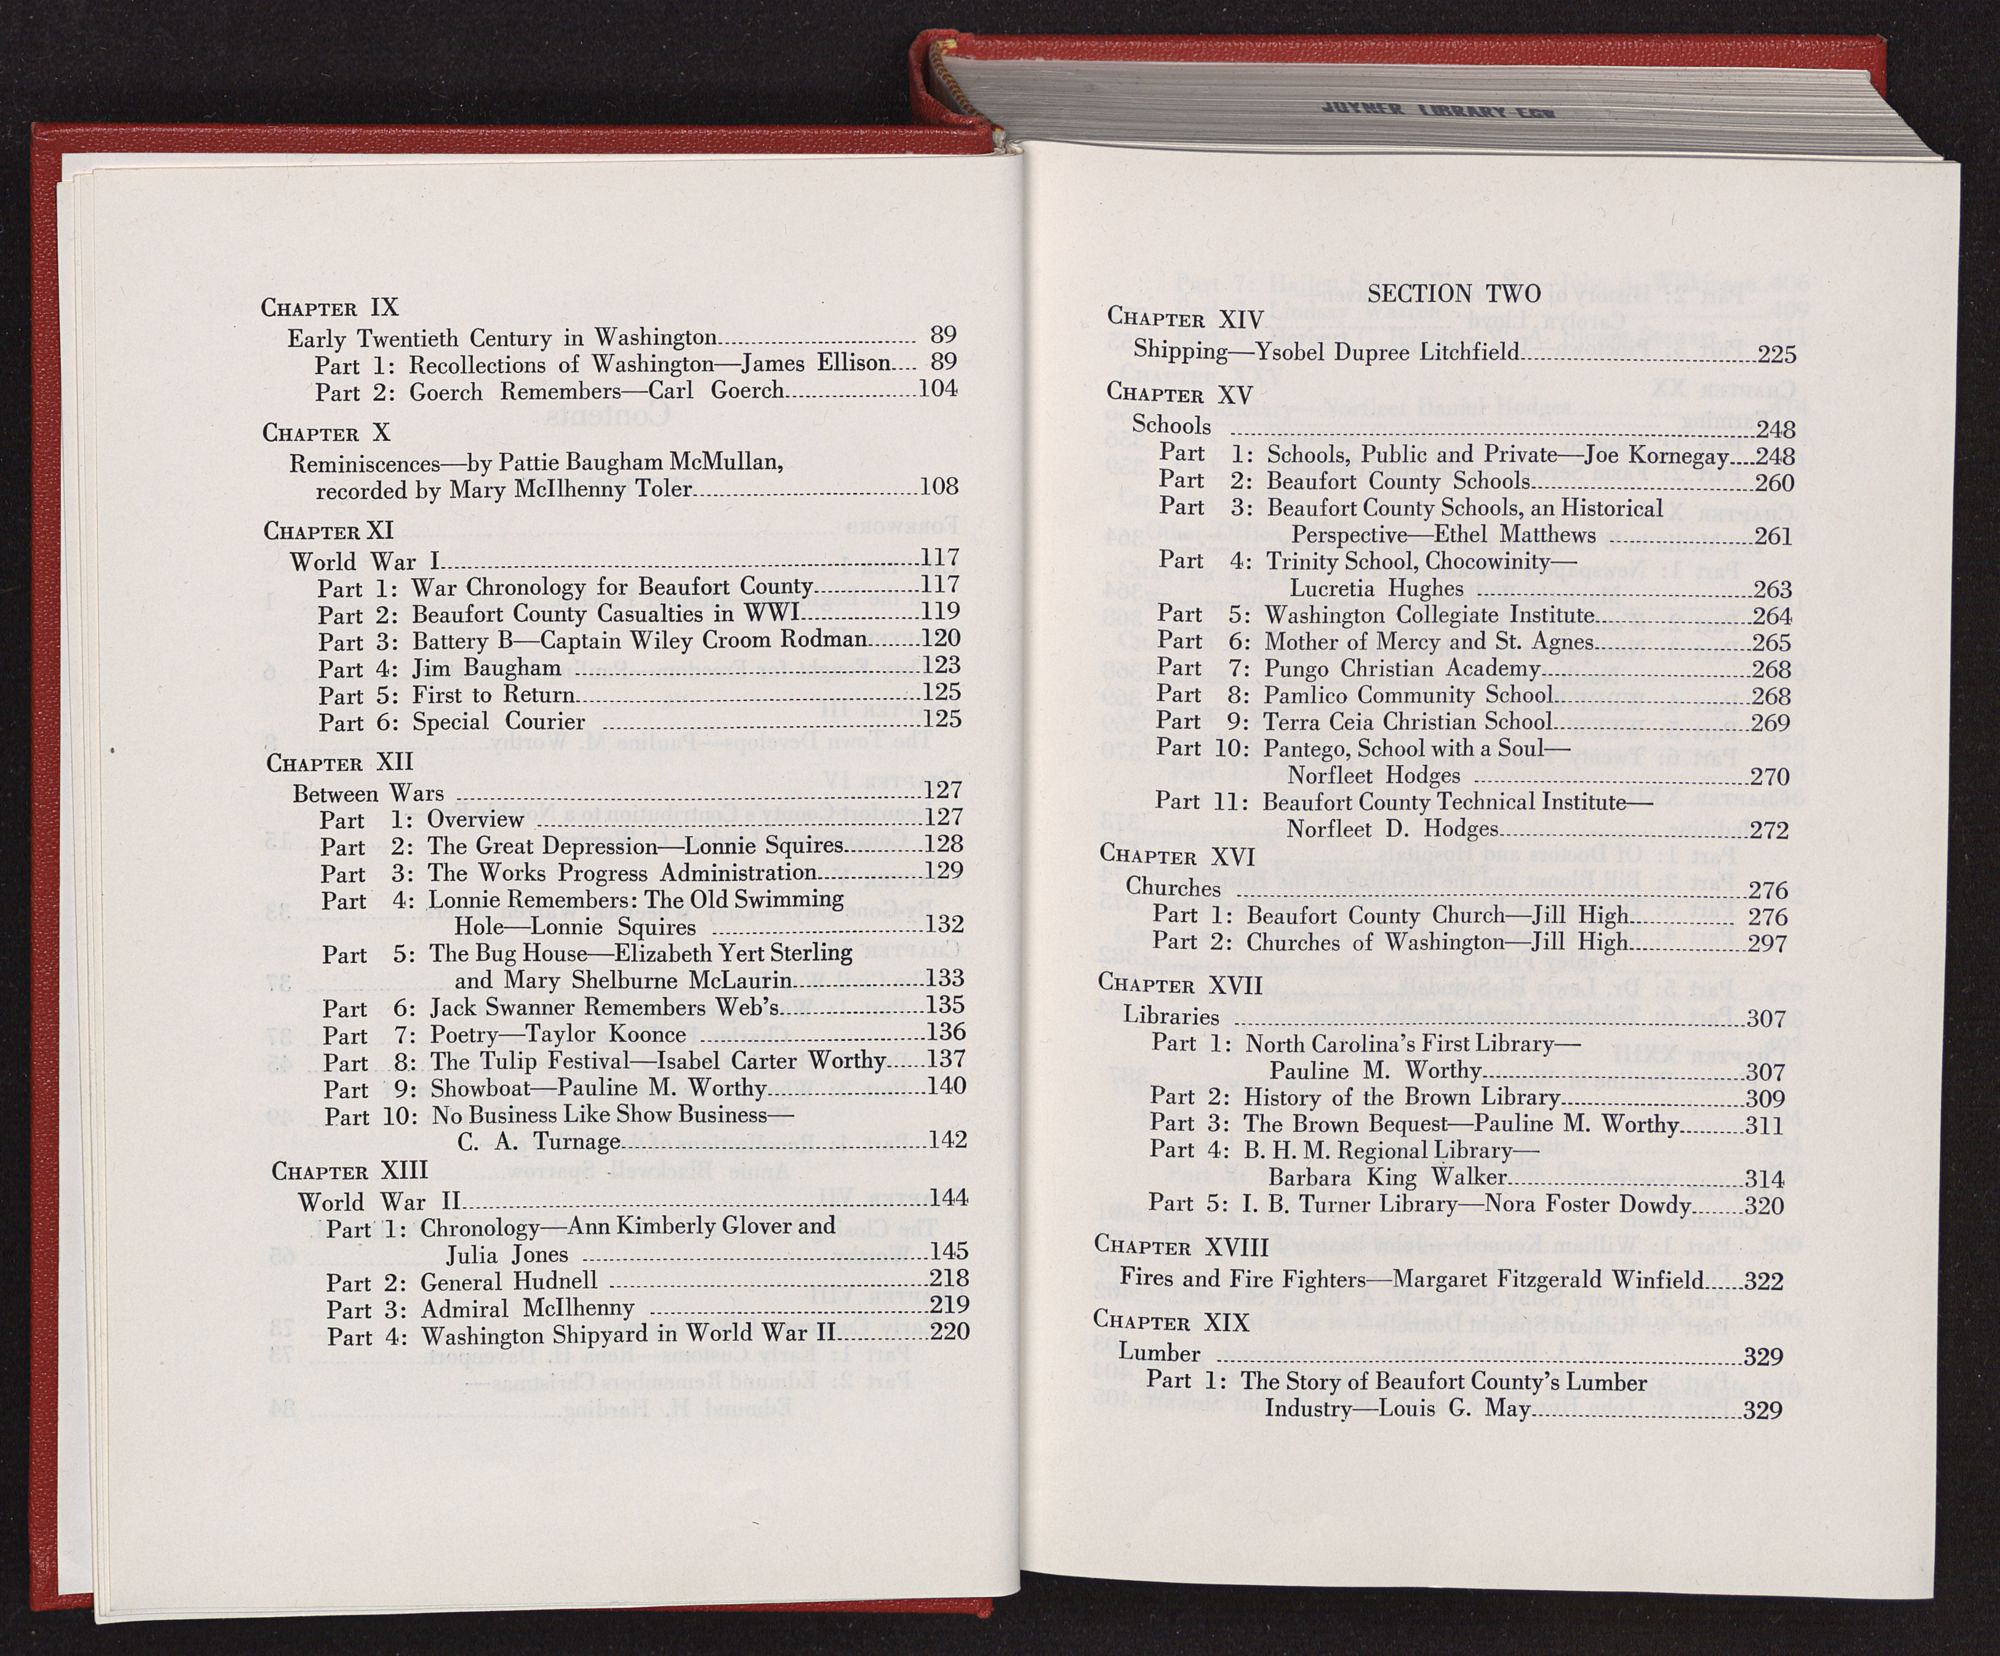 JOYNER LIBRARY-ECU
CHAPTER IX
Early Twentieth Century in Washington 89
Part 1: Recollections of Washington—James Ellison 89
Part 2: Goerch Remembers—Carl Goerch 104
CHAPTER X
Reminiscences—by Pattie Baugham McMullan,
recorded by Mary McIlhenny Toler 108
CHAPTER XI
World War I 117
Part 1: War Chronology for Beaufort County 117
Part 2: Beaufort County Casualties in WWI 119
Part 3: Battery B—Captain Wiley Croom Rodman 120
Part 4: Jim Baugham 123
Part 5: First to Return 125
Part 6: Special Courier 125
CHAPTER XII
Between Wars 127
Part 1: Overview 127
Part 2: The Great Depression—Lonnie Squires 128
Part 3: The Works Progress Administration 129
Part 4: Lonnie Remembers: The Old Swimming
Hole—Lonnie Squires 132
Part 5: The Bug House—Elizabeth Yert Sterling
and Mary Shelburne McLaurin 133
Part 6: Jack Swanner Remembers Web's 135
Part 7: Poetry—Taylor Koonce 136
Part 8: The Tulip Festival—Isabel Carter Worthy 137
Part 9: Showboat—Pauline M. Worthy 140
Part 10: No Business Like Show Business—
C. A. Turnage 142
CHAPTER XIII
World War II 144
Part 1: Chronology—Ann Kimberly Glover and
Julia Jones 145
Part 2: General Hudnell 218
Part 3: Admiral McIlhenny 219
Part 4: Washington Shipyard in World War II 220
SECTION TWO
CHAPTER XIV
Shipping—Ysobel Dupree Litchfield 225
CHAPTER XV
Schools 248
Part 1: Schools, Public and Private—Joe Kornegay 248
Part 2: Beaufort County Schools 260
Part 3: Beaufort County Schools, an Historical
Perspective—Ethel Matthews 261
Part 4: Trinity School, Chocowinity—
Lucretia Hughes 263
Part 5: Washington Collegiate Institute 264
Part 6: Mother of Mercy and St. Agnes 265
Part 7: Pungo Christian Academy 268
Part 8: Pamlico Community School 268
Part 9: Terra Ceia Christian School 269
Part 10: Pantego, School with a Soul—
Norfleet Hodges 270
Part 11: Beaufort County Technical Institute—
Norfleet D. Hodges 272
CHAPTER XVI
Churches 276
Part 1: Beaufort County Church—Jill High 276
Part 2: Churches of Washington—Jill High 297
CHAPTER XVII
Libraries 307
Part 1: North Carolina's First Library—
Pauline M. Worthy 307
Part 2: History of the Brown Library 309
Part 3: The Brown Bequest—Pauline M. Worthy 311
Part 4: B. H. M. Regional Library—
Barbara King Walker 314
Part 5: I. B. Turner Library—Nora Foster Dowdy 320
CHAPTER XVIII
Fires and Fire Fighters—Margaret Fitzgerald Winfield 322
CHAPTER XIX
Lumber 329
Part 1: The Story of Beaufort County's Lumber
Industry—Louis G. May 329